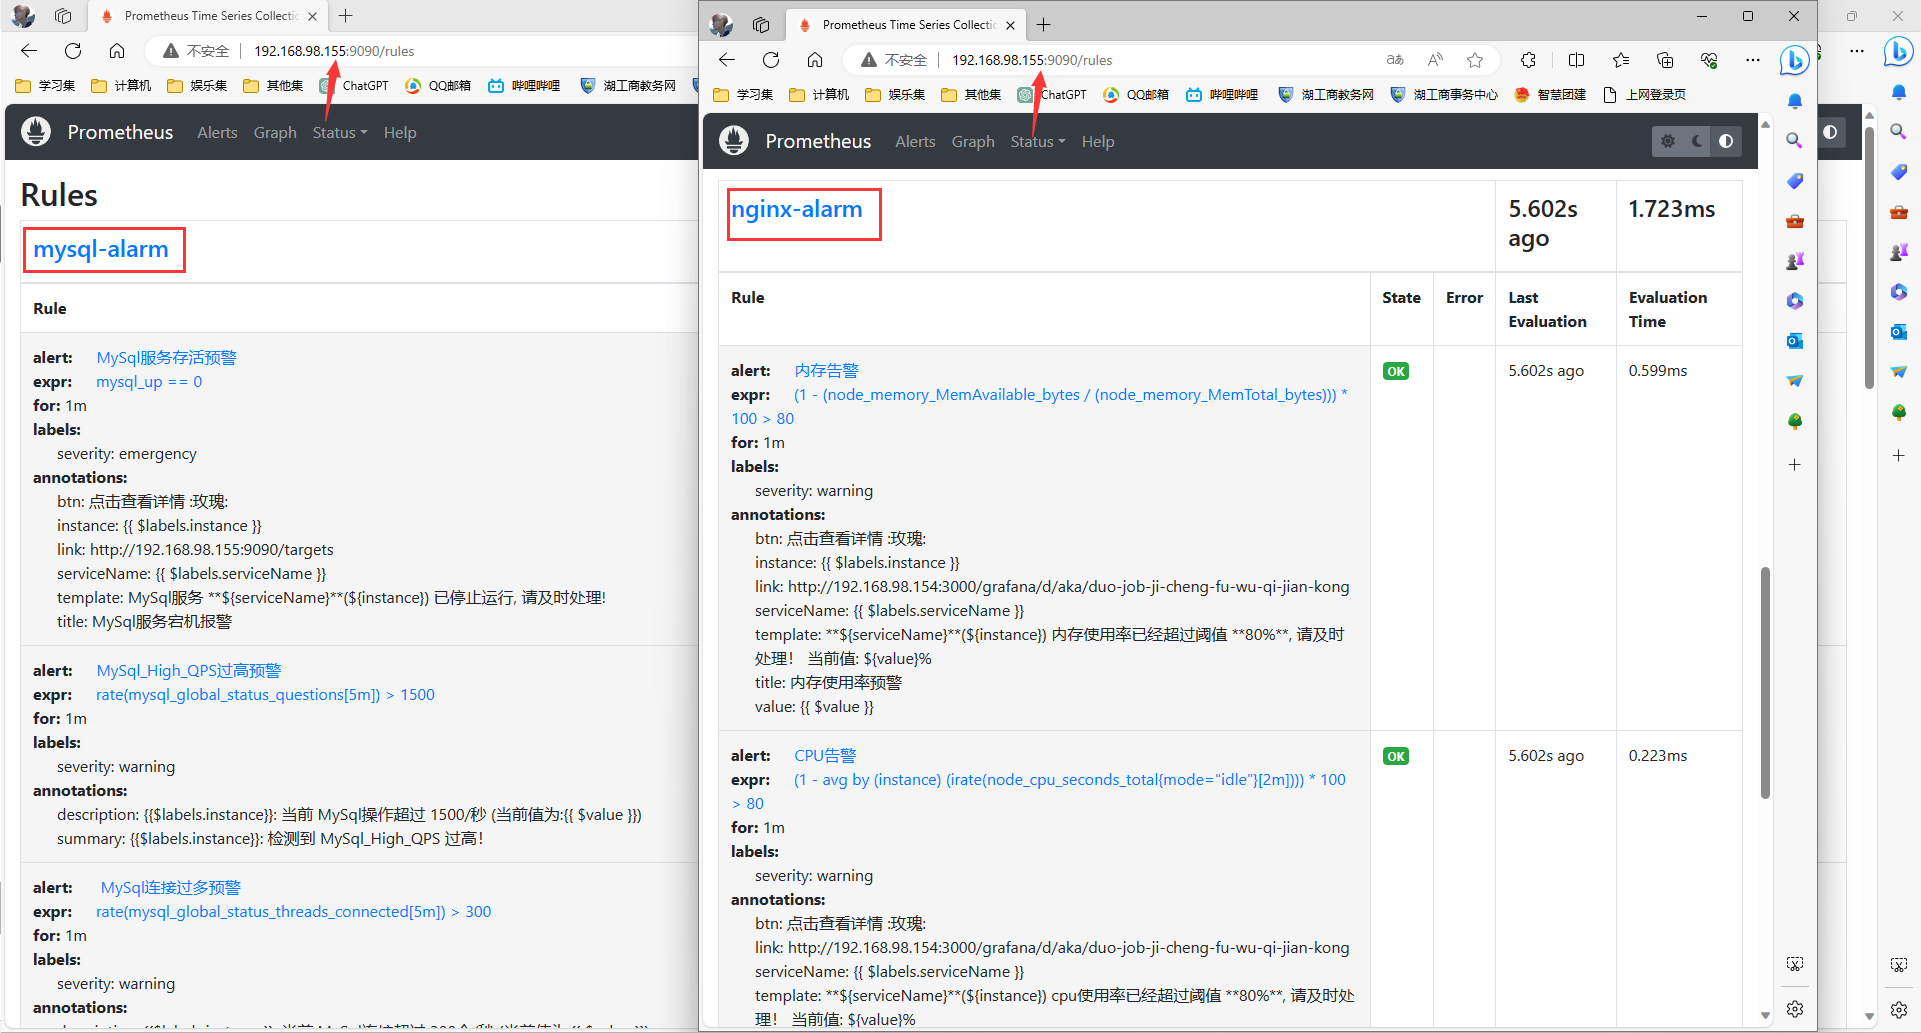 Prometheus Time Series Collectic
不安全 192.168.98.155:9090/rules
学习集 计算机 娱乐集 其他集 ChatGPT QQ邮箱 哔哩哔哩 湖工商教务网
Prometheus Alerts Graph Status Help
Rules
mysql-alarm
Rule
alert: MySql服务存活预警
expr: mysql_up == 0
for: 1m
labels:
severity: emergency
annotations:
btn: 点击查看详情 :玫瑰:
instance: {{ $labels.instance }}
link: http://192.168.98.155:9090/targets
serviceName: {{ $labels.serviceName }}
template: MySql服务 **${serviceName}**(${instance}) 已停止运行, 请及时处理!
title: MySql服务宕机报警
alert: MySql_High_QPS过高预警
expr: rate(mysql_global_status_questions[5m]) > 1500
for: 1m
labels:
severity: warning
annotations:
description: {{$labels.instance}}: 当前 MySql操作超过 1500/秒 (当前值为:{{ $value }})
summary: {{$labels.instance}}: 检测到 MySql_High_QPS 过高！
alert: MySql连接过多预警
expr: rate(mysql_global_status_threads_connected[5m]) > 300
for: 1m
labels:
severity: warning
annotations:
Prometheus Time Series Collectic
不安全 192.168.98.155:9090/rules
学习集 计算机 娱乐集 其他集 ChatGPT QQ邮箱 哔哩哔哩 湖工商教务网 湖工商事务中心 智慧团建 上网登录页
Prometheus Alerts Graph Status Help
nginx-alarm 5.602s ago 1.723ms
Rule State Error Last Evaluation Evaluation Time
alert: 内存告警 OK 5.602s ago 0.599ms
expr: (1 - (node_memory_MemAvailable_bytes / (node_memory_MemTotal_bytes))) *
100 > 80
for: 1m
labels:
severity: warning
annotations:
btn: 点击查看详情 :玫瑰:
instance: {{ $labels.instance }}
link: http://192.168.98.154:3000/grafana/d/aka/duo-job-ji-cheng-fu-wu-qi-jian-kong
serviceName: {{ $labels.serviceName }}
template: **${serviceName}**(${instance}) 内存使用率已经超过阈值 **80%**, 请及时
处理！ 当前值: ${value}%
title: 内存使用率预警
value: {{ $value }}
alert: CPU告警 OK 5.602s ago 0.223ms
expr: (1 - avg by (instance) (irate(node_cpu_seconds_total{mode="idle"}[2m]))) * 100
> 80
for: 1m
labels:
severity: warning
annotations:
btn: 点击查看详情 :玫瑰:
link: http://192.168.98.154:3000/grafana/d/aka/duo-job-ji-cheng-fu-wu-qi-jian-kong
serviceName: {{ $labels.serviceName }}
template: **${serviceName}**(${instance}) cpu使用率已经超过阈值 **80%**, 请及时处
理！ 当前值: ${value}%